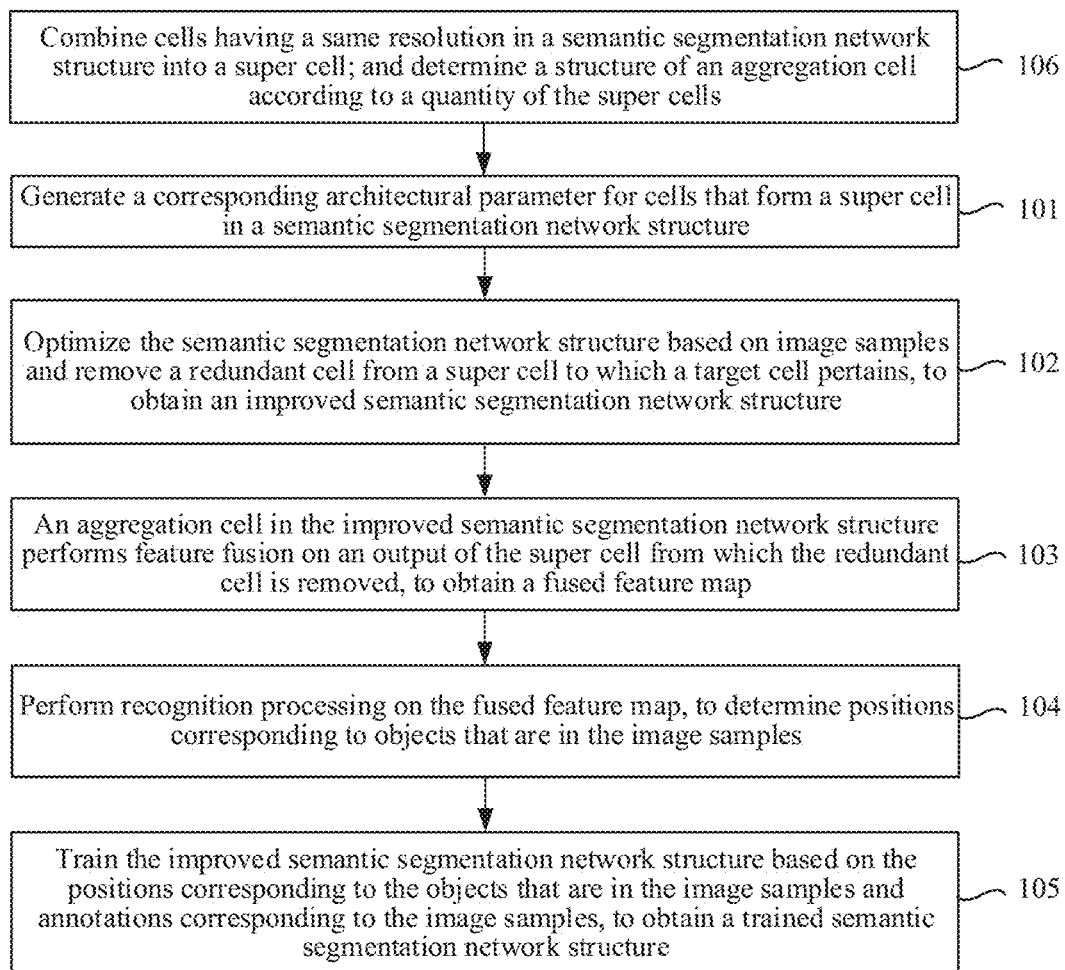 Combine cells having a same resolution in a semantic segmentation network
structure into a super cell; and determine a structure of an aggregation cell
according to a quantity of the super cells
106
Generate a corresponding architectural parameter for cells that form a super cell
in a semantic segmentation network structure
101
Optimize the semantic segmentation network structure based on image samples
and remove a redundant cell from a super cell to which a target cell pertains, to
obtain an improved semantic segmentation network structure
102
An aggregation cell in the improved semantic segmentation network structure
performs feature fusion on an output of the super cell from which the redundant
cell is removed, to obtain a fused feature map
103
Perform recognition processing on the fused feature map, to determine positions
corresponding to objects that are in the image samples
104
Train the improved semantic segmentation network structure based on the
positions corresponding to the objects that are in the image samples and
annotations corresponding to the image samples, to obtain a trained semantic
segmentation network structure
105